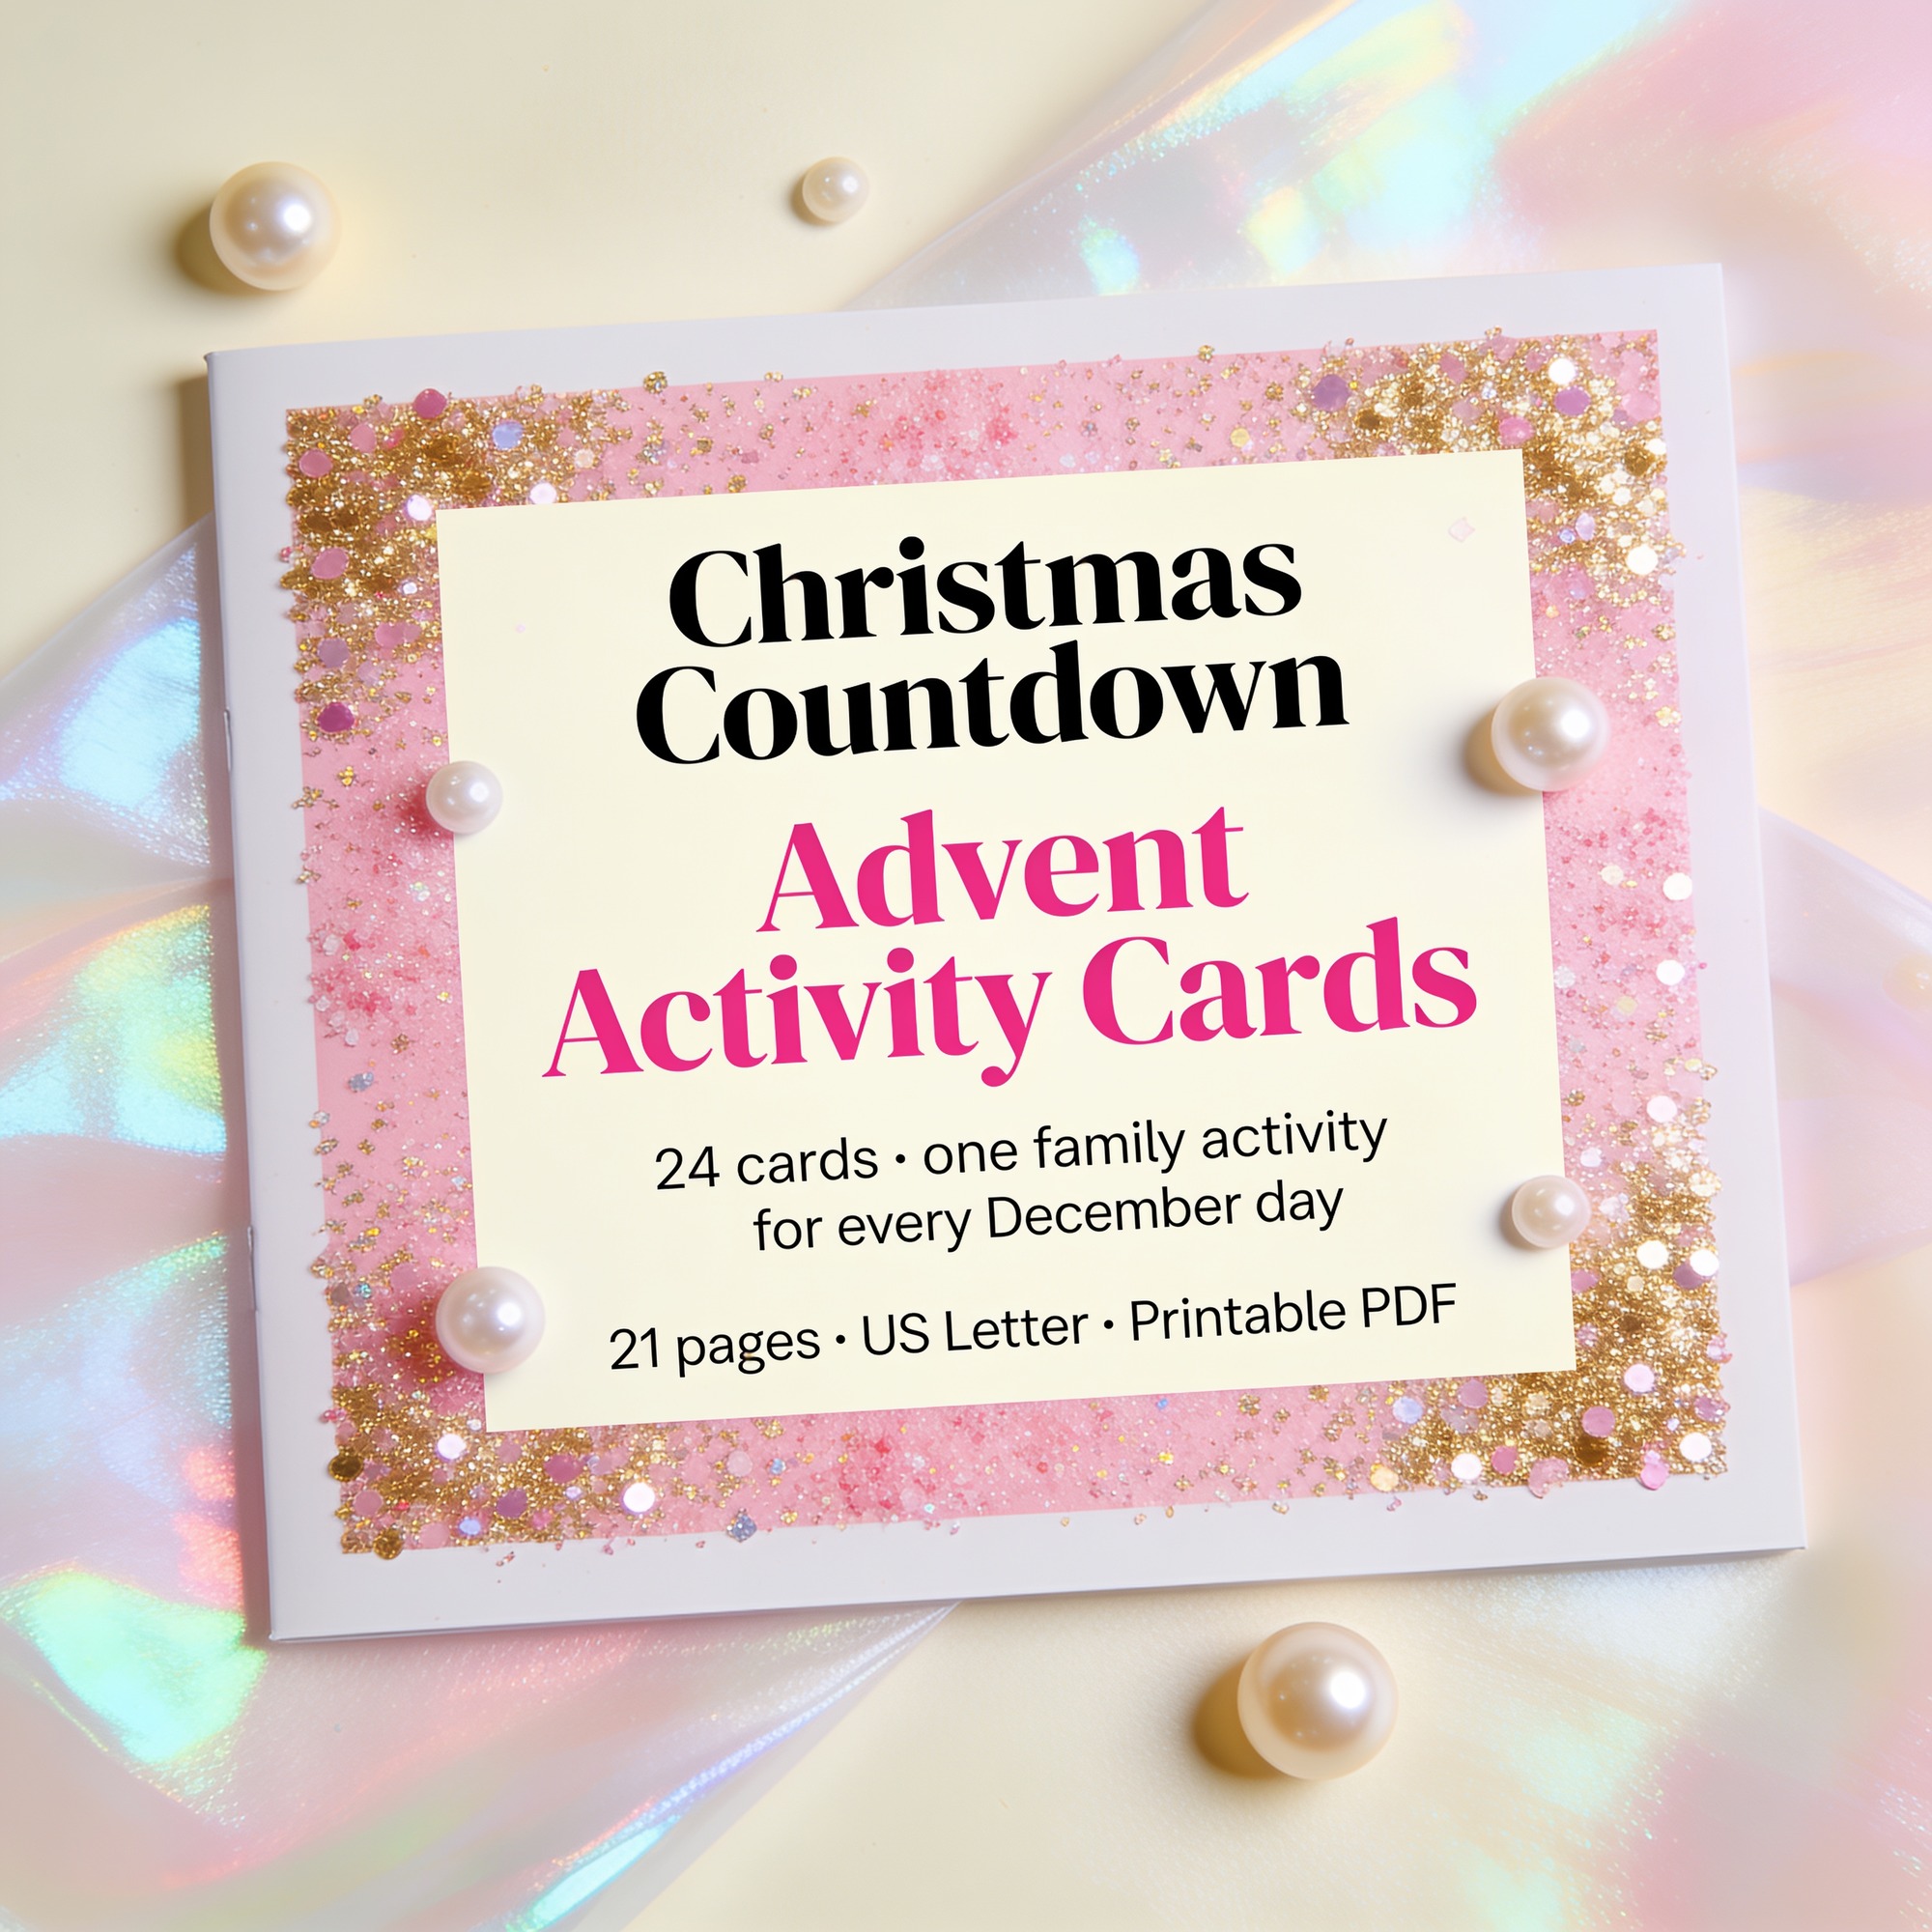 Christmas
Countdown
Advent
Activity Cards
24 cards • one family activity
for every December day
21 pages • US Letter • Printable PDF